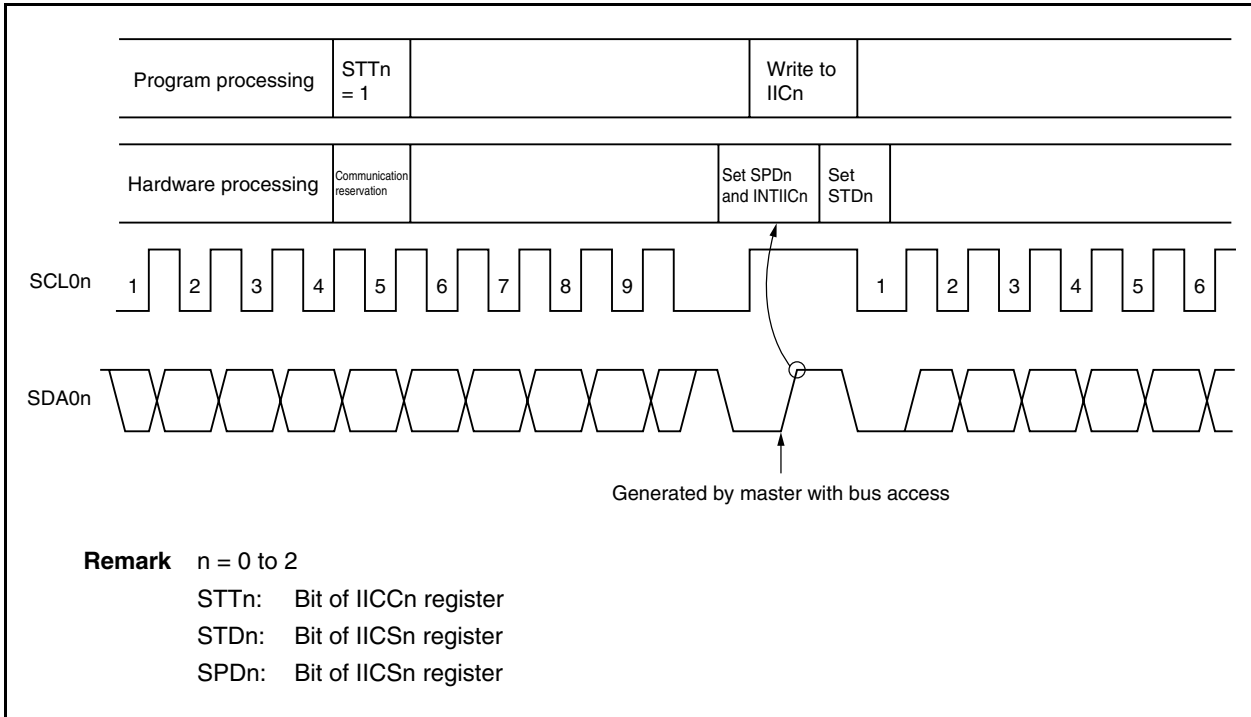 Program processing
STTn
= 1
Write to
IICn
Hardware processing
Communication
reservation
Set SPDn
and INTIICn
Set
STDn
SCL0n
1 2 3 4 5 6 7 8 9 1 2 3 4 5 6
SDA0n
Generated by master with bus access
Remark n = 0 to 2
STTn: Bit of IICCn register
STDn: Bit of IICSn register
SPDn: Bit of IICSn register